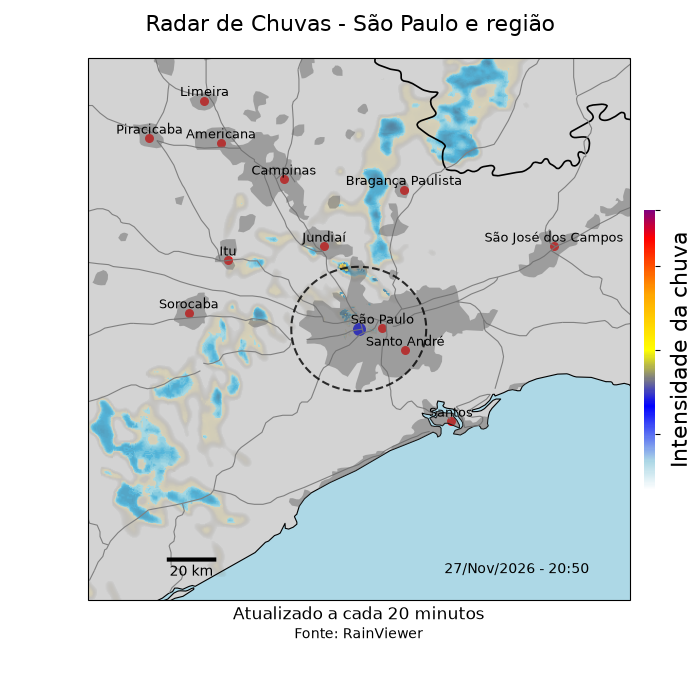 Radar de Chuvas - São Paulo e região
Limeira
Piracicaba
Americana
Campinas
Bragança Paulista
Jundiaí
São José dos Campos
Itu
Sorocaba
São Paulo
Santo André
Santos
Intensidade da chuva
20 km
27/Nov/2026 - 20:50
Atualizado a cada 20 minutos
Fonte: RainViewer